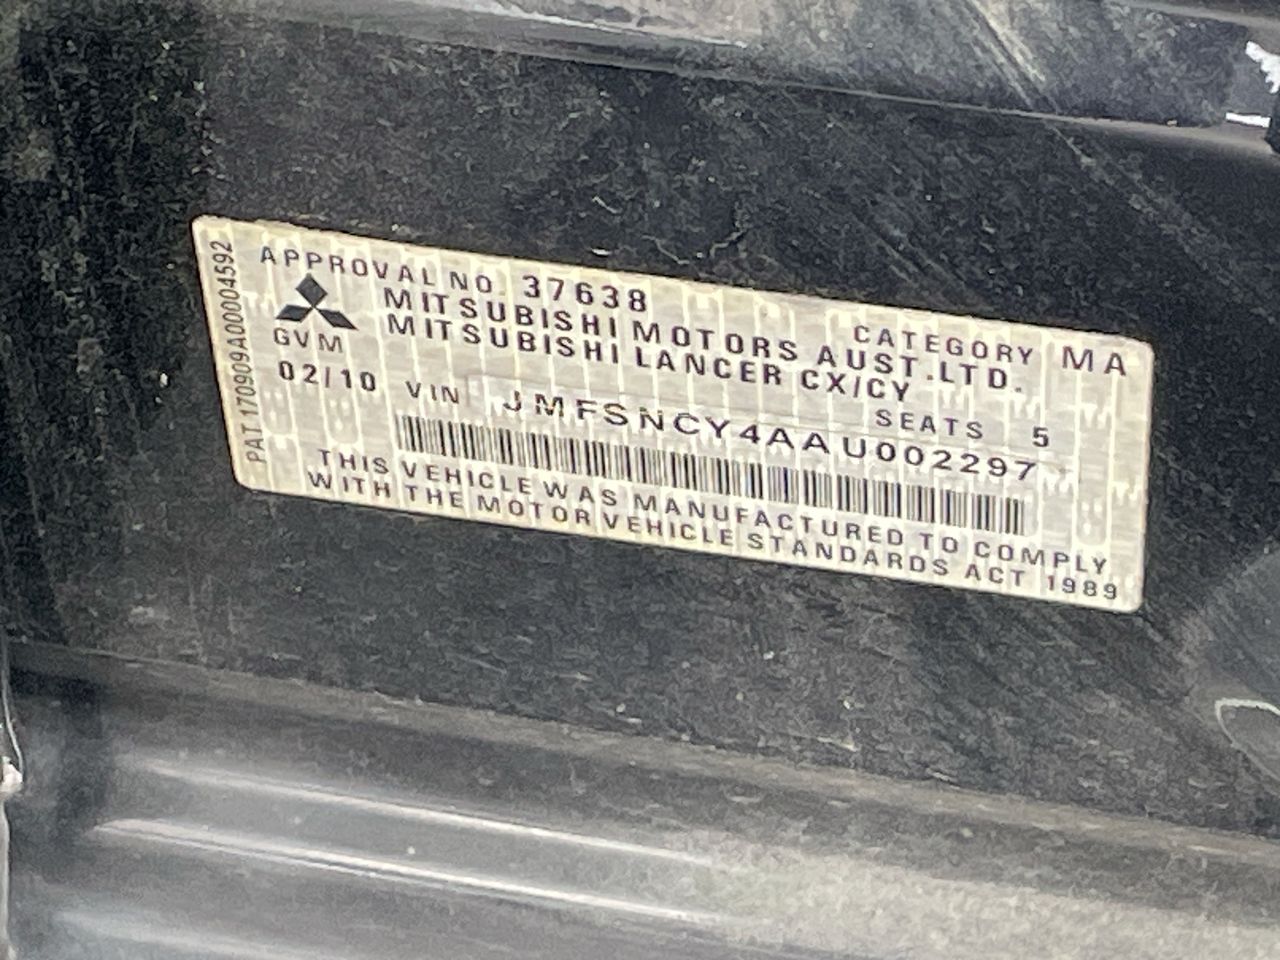 PAT 170909A00004592
APPROVAL NO. 37638
CATEGORY MA
MITSUBISHI MOTORS AUST.LTD.
MITSUBISHI LANCER CX/CY
GVM
SEATS 5
02/10 VIN JMFSNCY4AAU002297
THIS VEHICLE WAS MANUFACTURED TO COMPLY
WITH THE MOTOR VEHICLE STANDARDS ACT 1989